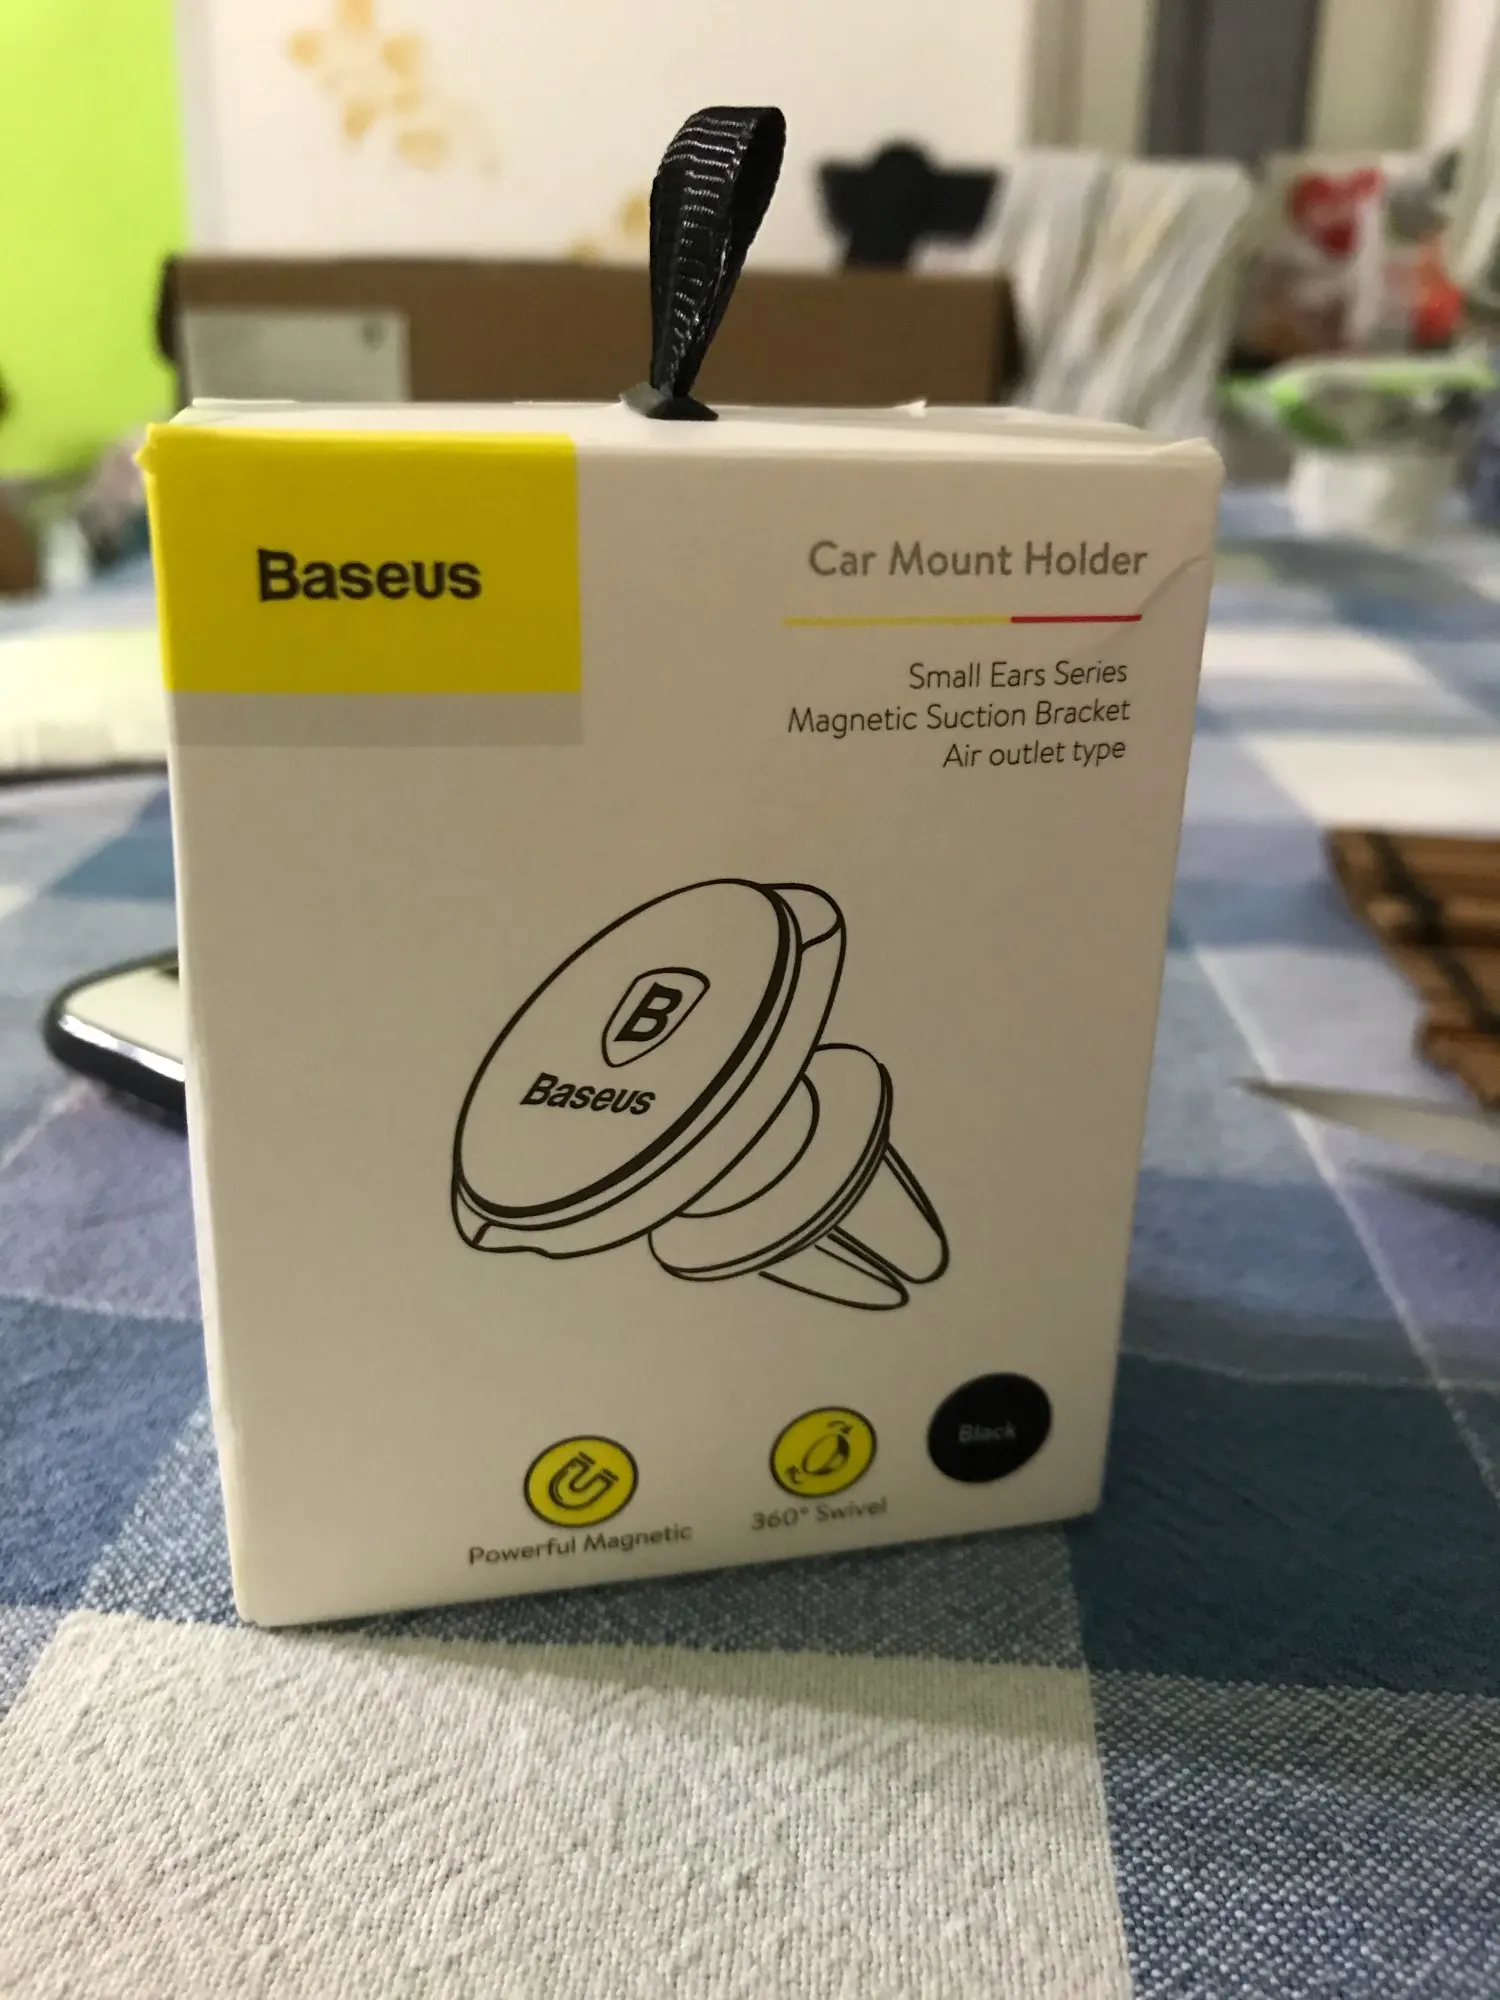 Baseus
Car Mount Holder
Small Ears Series
Magnetic Suction Bracket
Air outlet type
B
Baseus
Powerful Magnetic
360° Swivel
Black